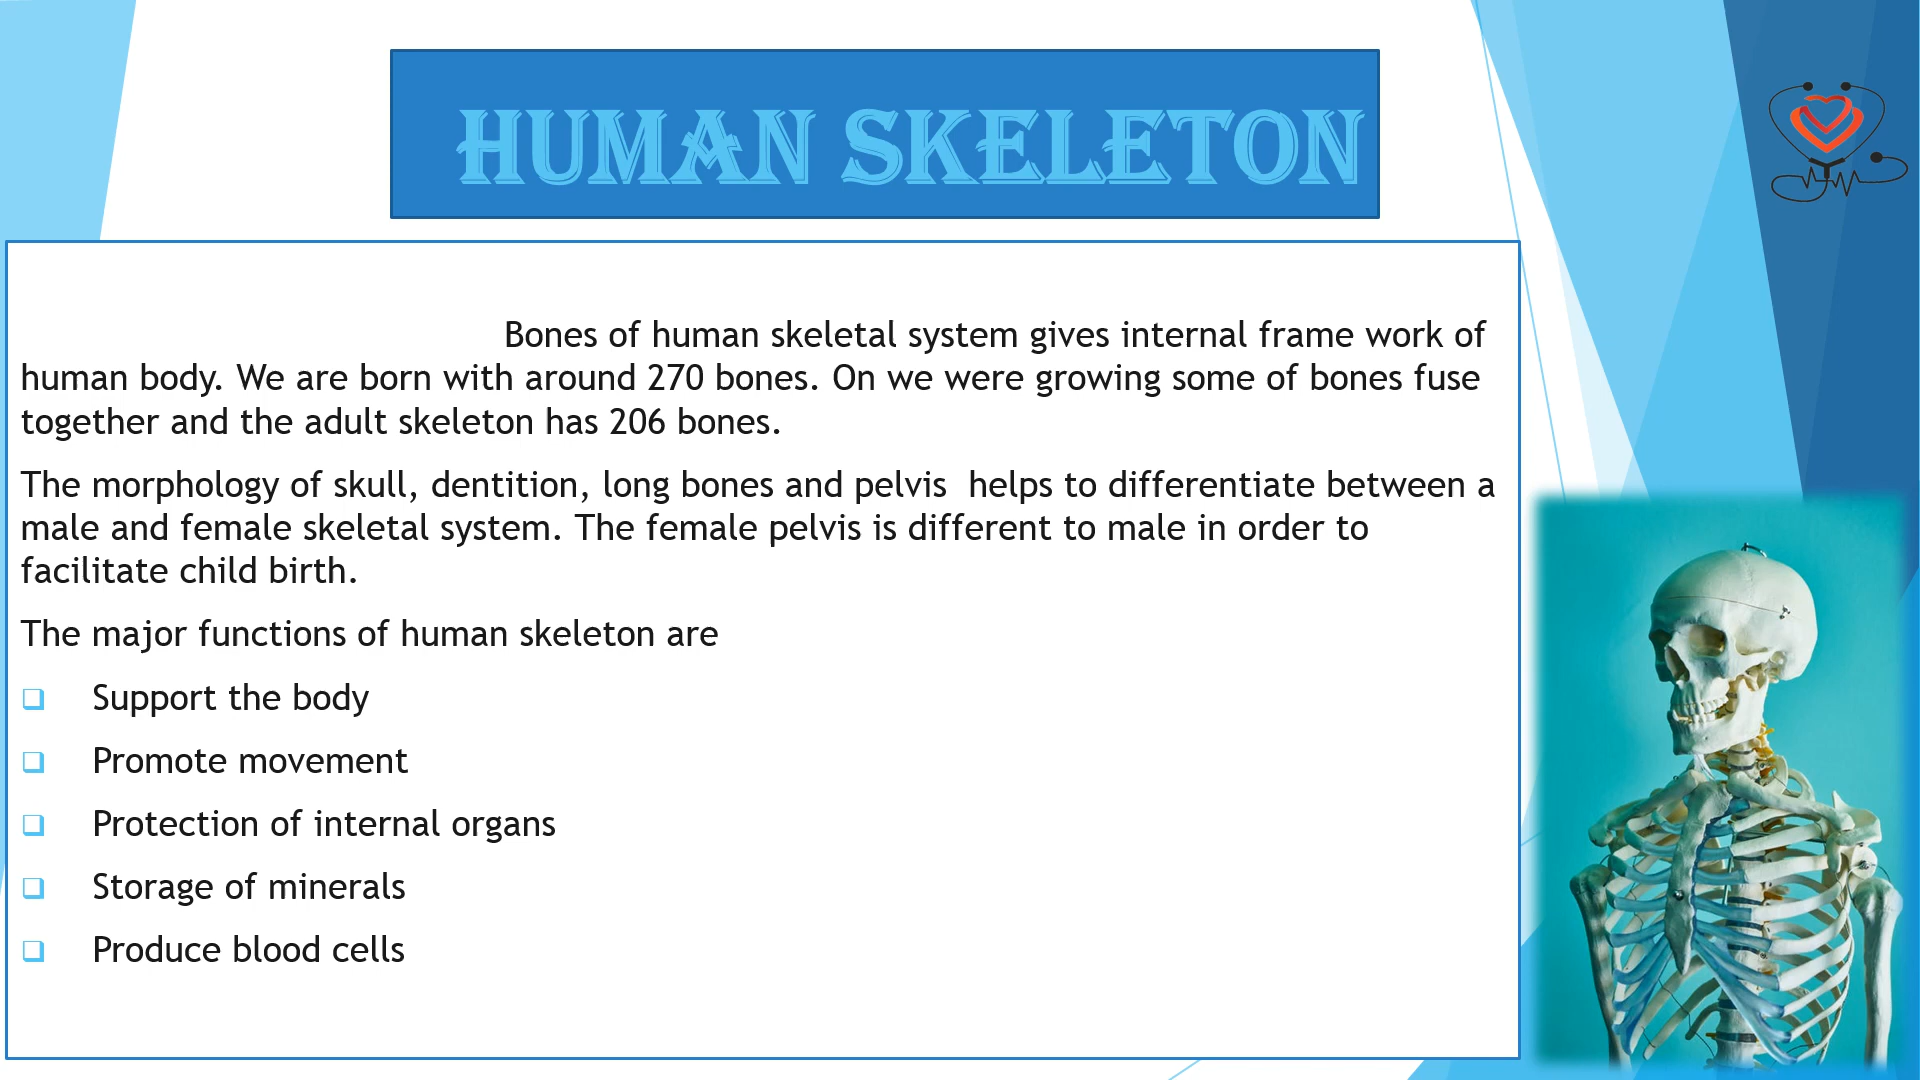 HUMAN SKELETON
Bones of human skeletal system gives internal frame work of
human body. We are born with around 270 bones. On we were growing some of bones fuse
together and the adult skeleton has 206 bones.
The morphology of skull, dentition, long bones and pelvis  helps to differentiate between a
male and female skeletal system. The female pelvis is different to male in order to
facilitate child birth.
The major functions of human skeleton are
❑ Support the body
❑ Promote movement
❑ Protection of internal organs
❑ Storage of minerals
❑ Produce blood cells